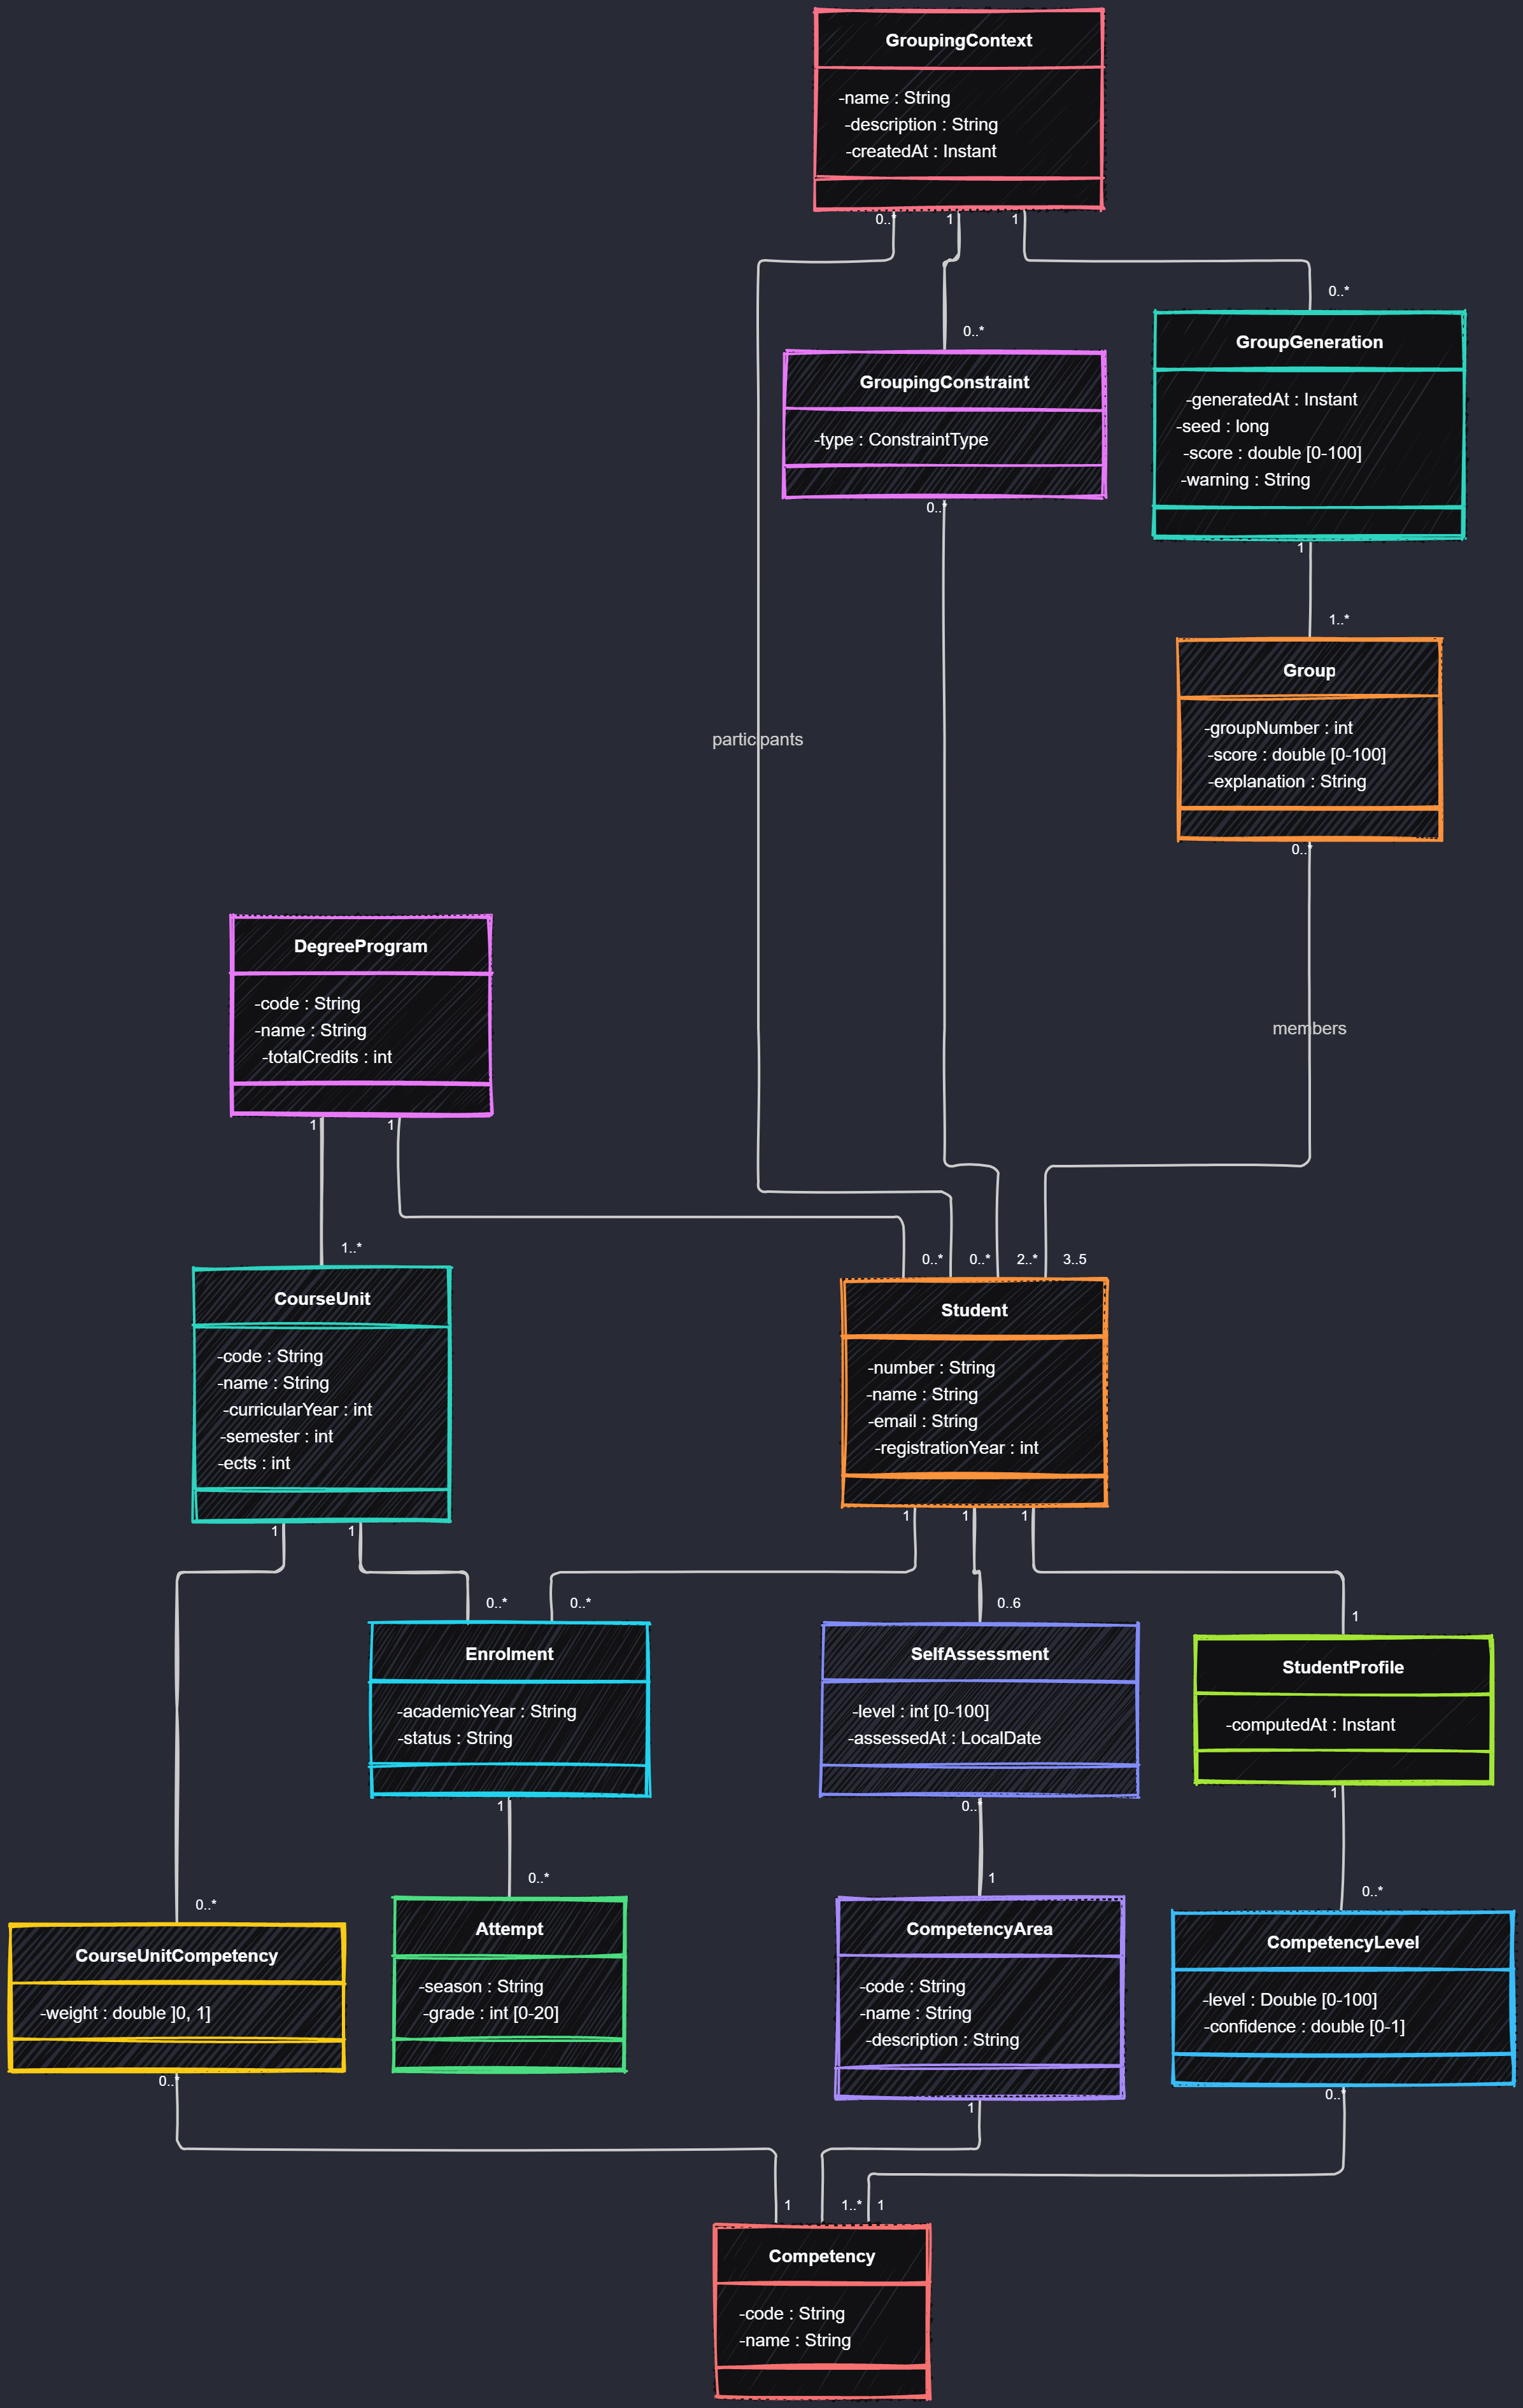 GroupingContext
-name : String
-description : String
-createdAt : Instant
0..*
1
1
0..*
0..*
GroupGeneration
-generatedAt : Instant
-seed : long
-score : double [0-100]
-warning : String
GroupingConstraint
-type : ConstraintType
0..*
1
1..*
Group
-groupNumber : int
-score : double [0-100]
-explanation : String
participants
0..*
DegreeProgram
-code : String
-name : String
-totalCredits : int
members
1
1
1..*
0..*
0..*
2..*
3..5
CourseUnit
-code : String
-name : String
-curricularYear : int
-semester : int
-ects : int
Student
-number : String
-name : String
-email : String
-registrationYear : int
1
1
1
1
1
0..*
0..*
0..6
1
Enrolment
-academicYear : String
-status : String
SelfAssessment
-level : int [0-100]
-assessedAt : LocalDate
StudentProfile
-computedAt : Instant
1
0..*
1
0..*
0..*
1
0..*
CourseUnitCompetency
-weight : double ]0, 1]
Attempt
-season : String
-grade : int [0-20]
CompetencyArea
-code : String
-name : String
-description : String
CompetencyLevel
-level : Double [0-100]
-confidence : double [0-1]
0..*
1
0..*
1
1..*
1
Competency
-code : String
-name : String